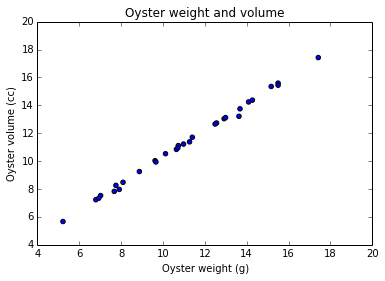 Oyster weight and volume
20
18
16
14
12
10
8
6
4
Oyster volume (cc)
4 6 8 10 12 14 16 18 20
Oyster weight (g)